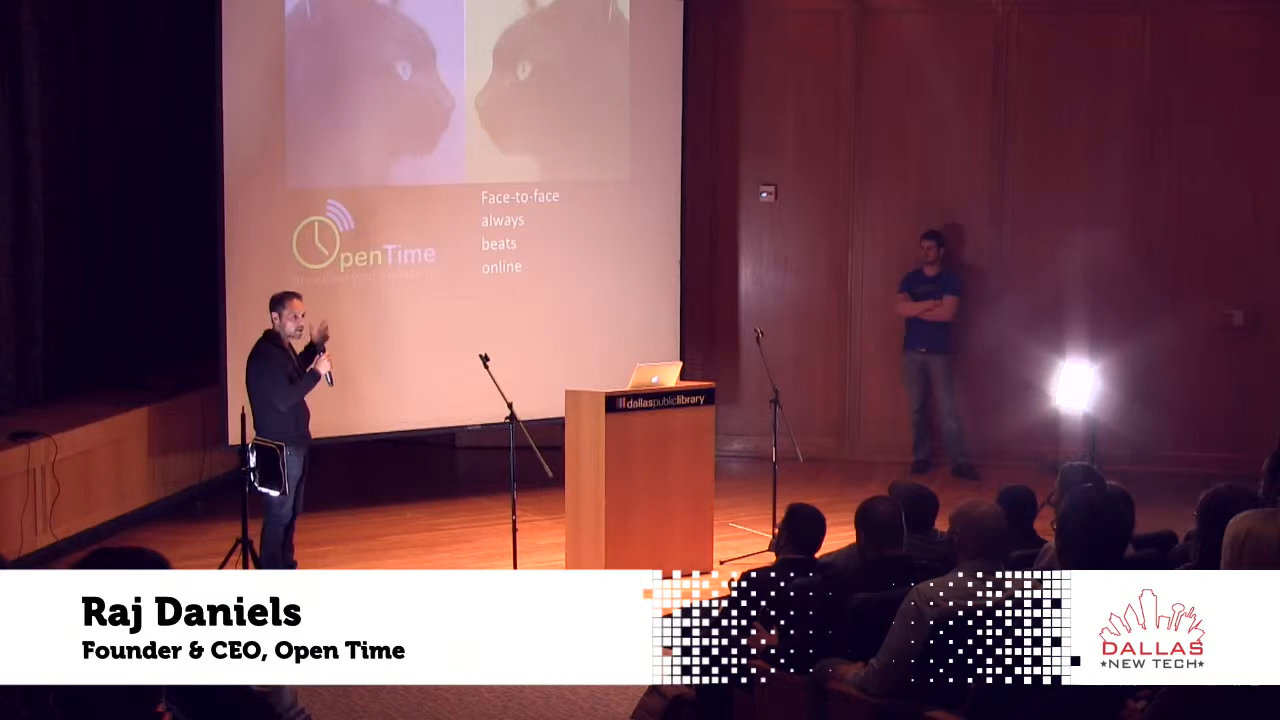 Face-to-face
always
beats
online
OpenTime
dallaspubliclibrary
Raj Daniels
Founder & CEO, Open Time
DALLAS
NEW TECH